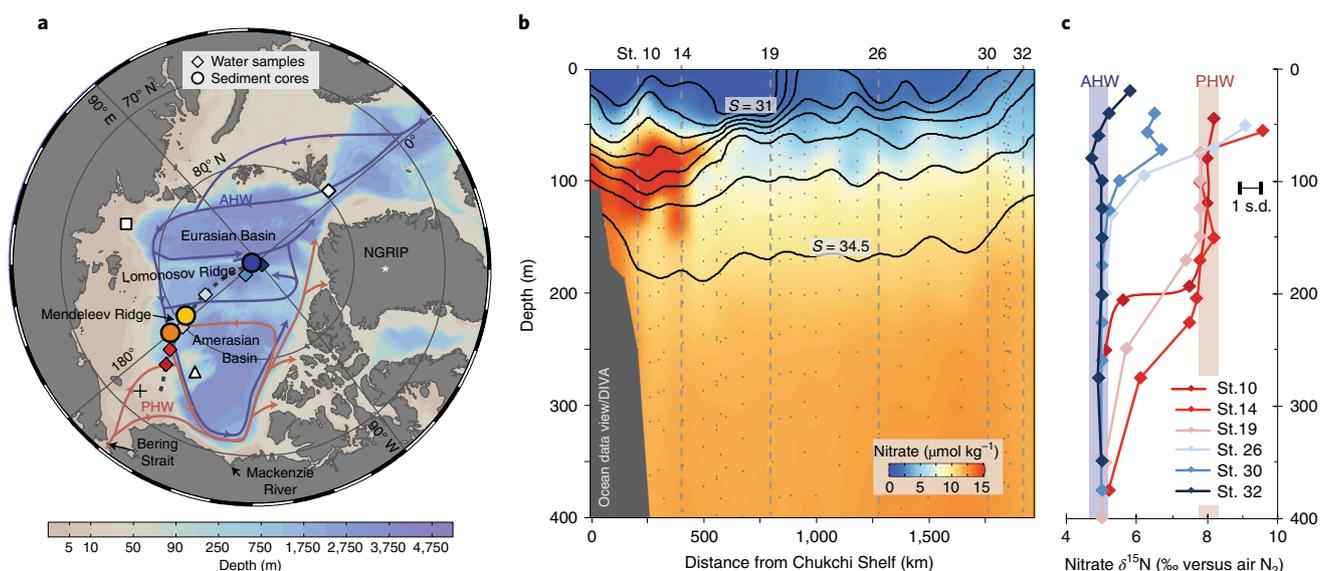 a
Water samples
Sediment cores
90° E
70° N
80° N
0°
AHW
Eurasian Basin
NGRIP
Lomonosov Ridge
Mendeleev Ridge
Amerasian
Basin
180°
PHW
90° W
Bering
Strait
Mackenzie
River
5 10 50 90 250 750 1,750 2,750 3,750 4,750
Depth (m)
b
St. 10 14 19 26 30 32
0
100
200
300
400
Depth (m)
S = 31
S = 34.5
Ocean data view/DIVA
Nitrate (μmol kg⁻¹)
0 5 10 15
0 500 1,000 1,500
Distance from Chukchi Shelf (km)
c
AHW PHW
0
100
200
300
400
1 s.d.
St.10
St.14
St.19
St. 26
St. 30
St. 32
4 6 8 10
Nitrate δ¹⁵N (‰ versus air N₂)